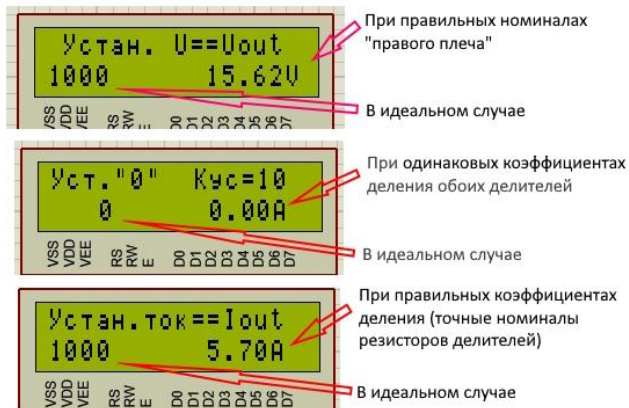 При правильных номиналах
"правого плеча"
Устан. U==Uout
1000 15.62V
В идеальном случае
VSS VDD VEE RS RW E D0 D1 D2 D3 D4 D5 D6 D7
При одинаковых коэффициентах
деления обоих делителей
Уст."0" Кус=10
0 0.00A
В идеальном случае
VSS VDD VEE RS RW E D0 D1 D2 D3 D4 D5 D6 D7
При правильных коэффициентах
деления (точные номиналы
резисторов делителей)
Устан.ток==Iout
1000 5.70A
В идеальном случае
VSS VDD VEE RS RW E D0 D1 D2 D3 D4 D5 D6 D7